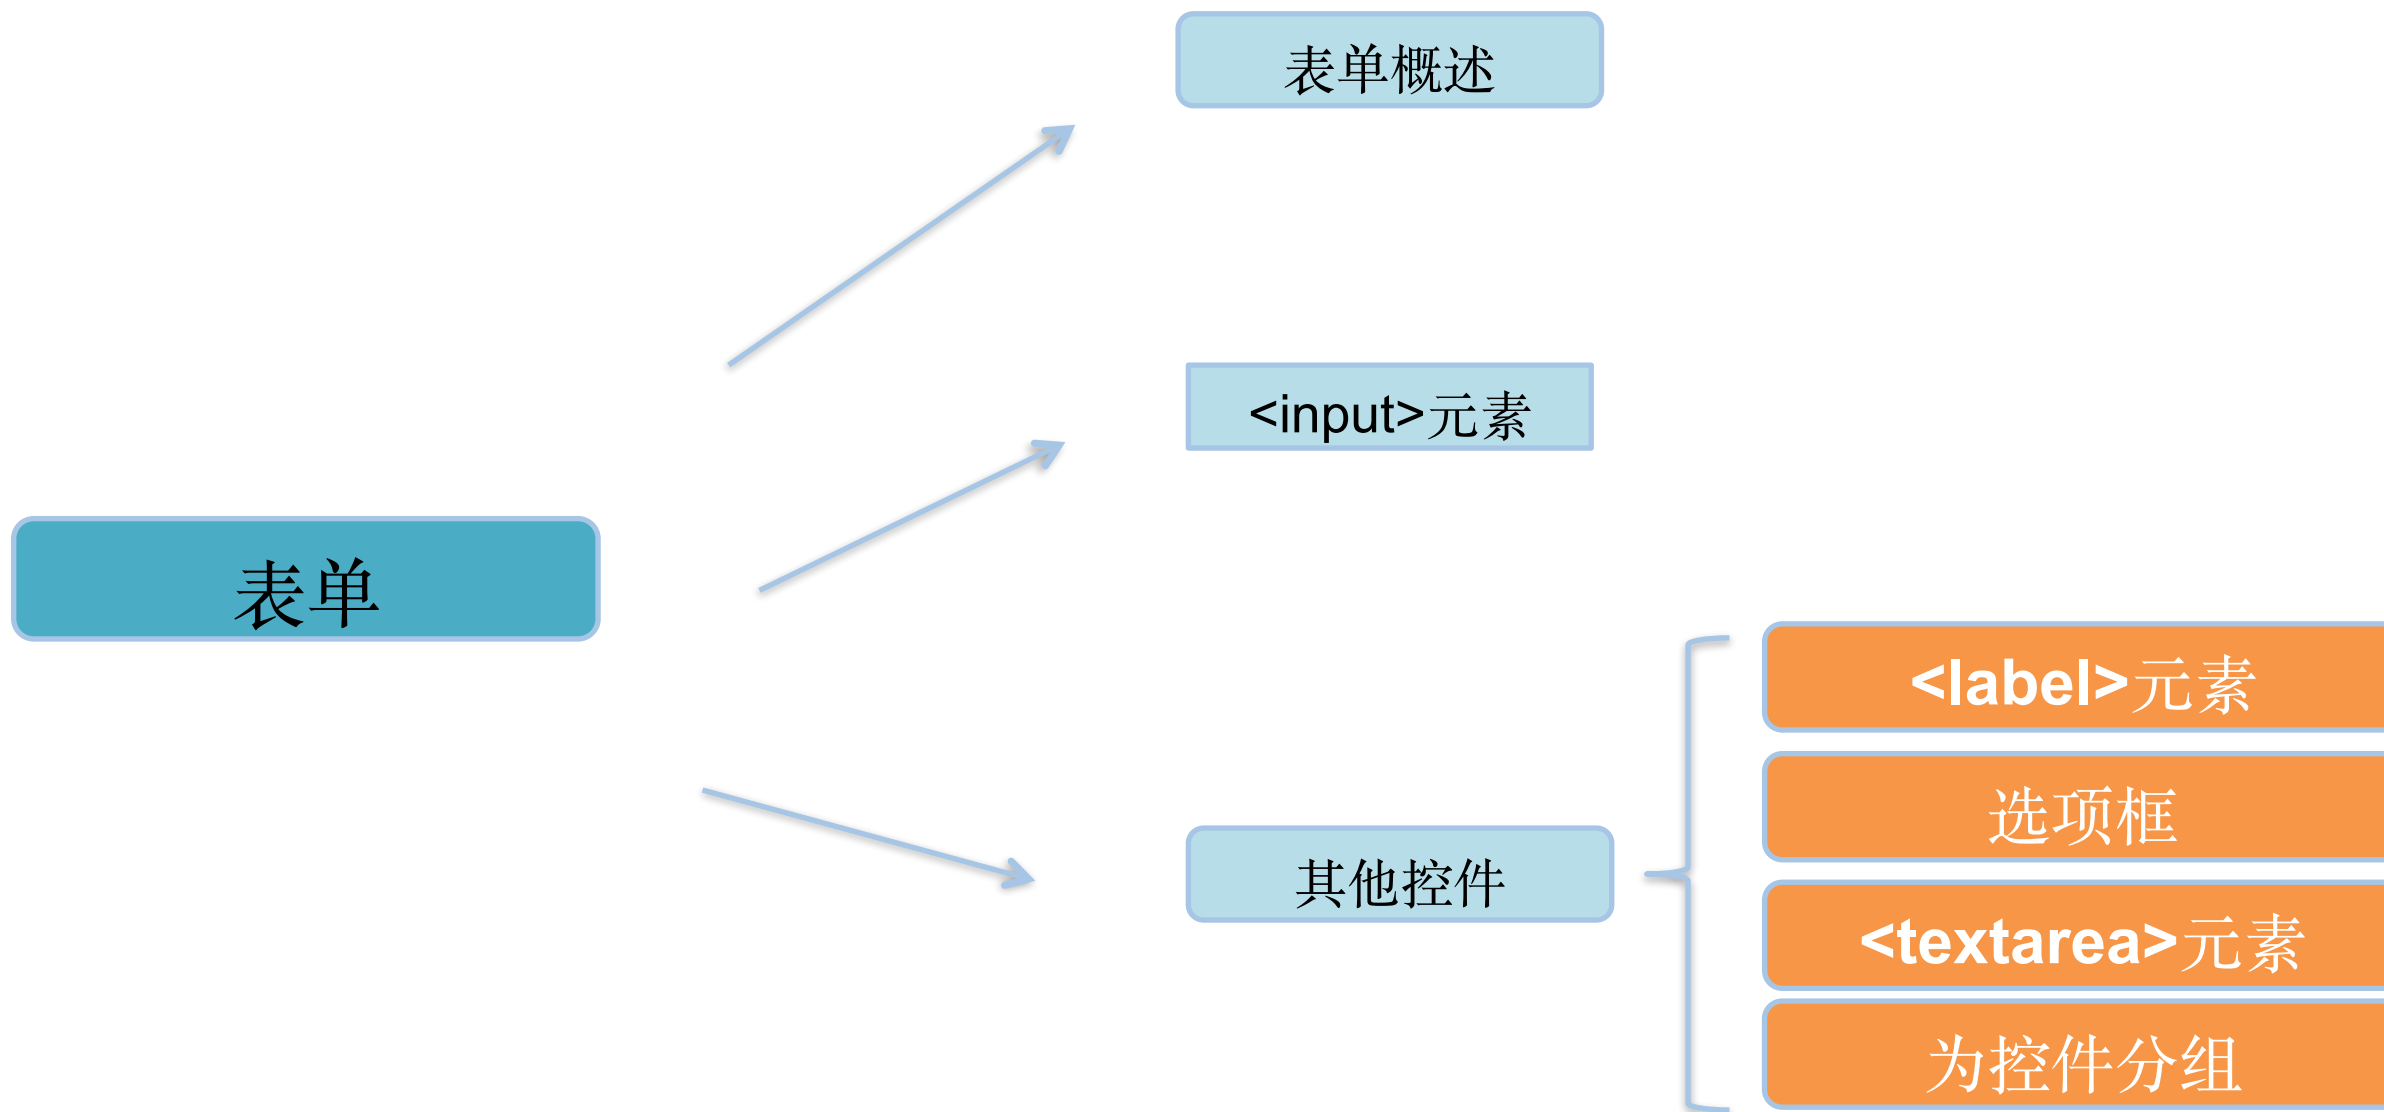 表单概述
<input>元素
表单
<label>元素
选项框
其他控件
<textarea>元素
为控件分组